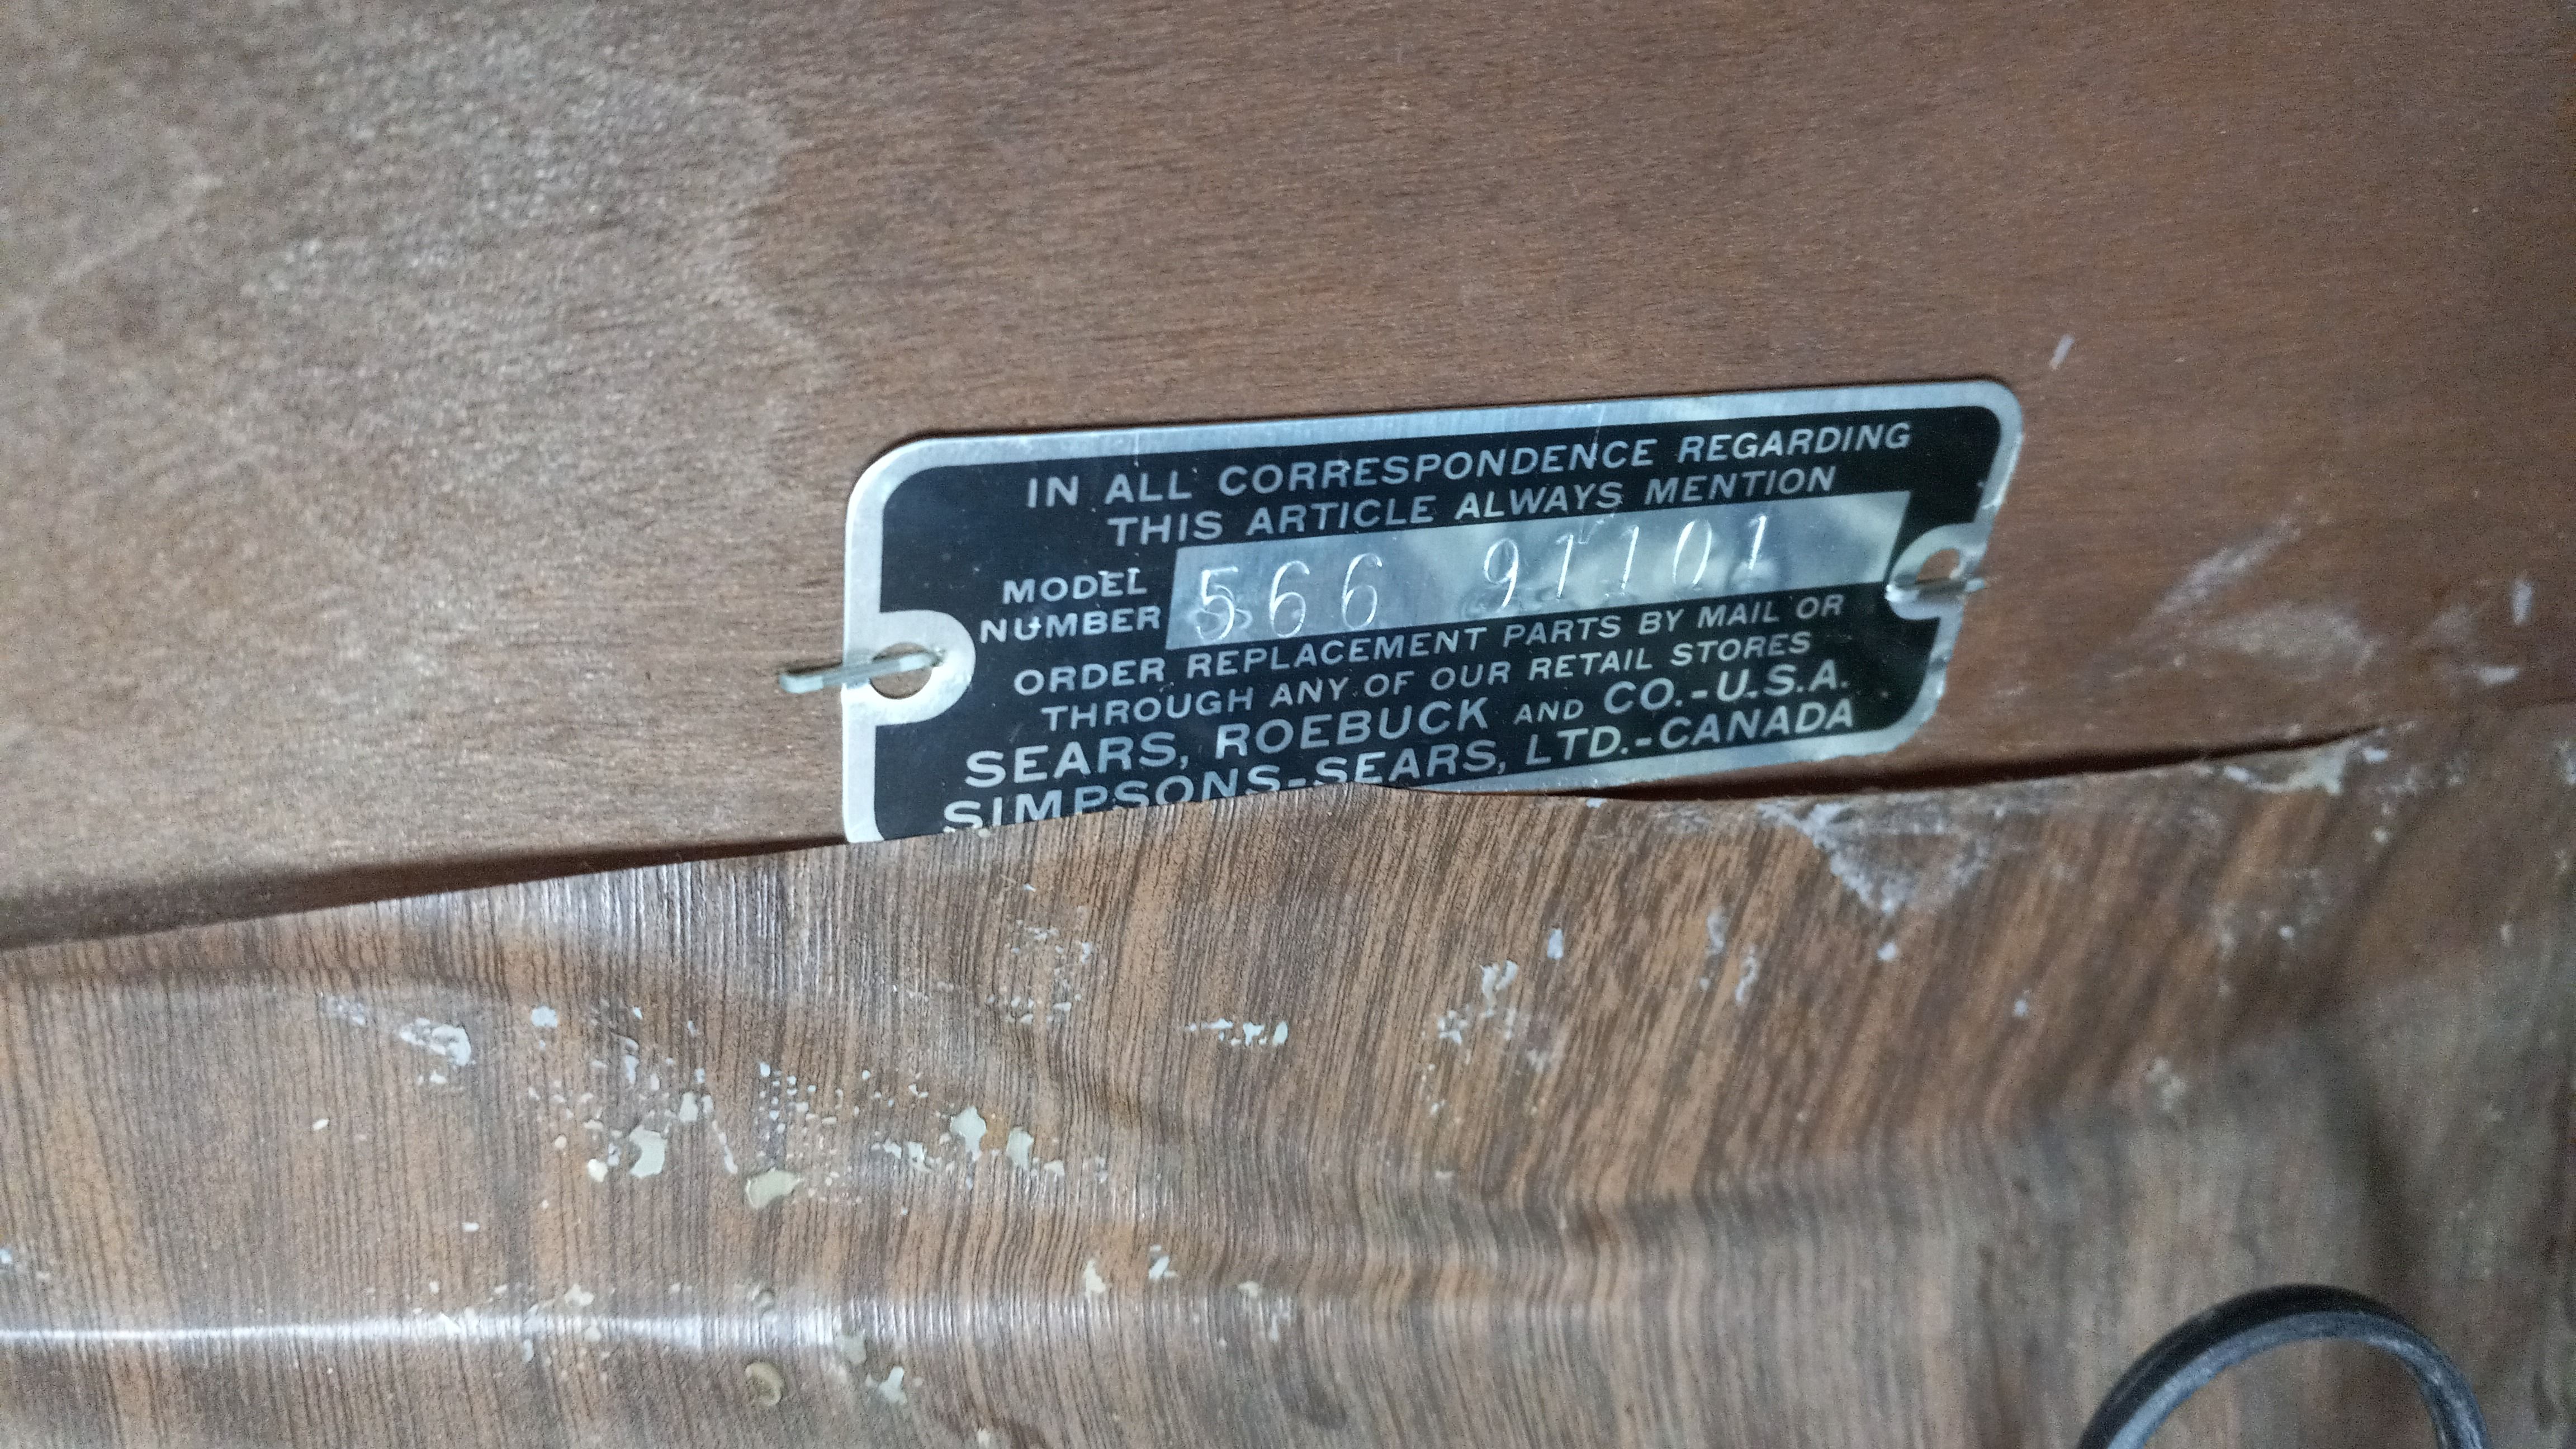 IN ALL CORRESPONDENCE REGARDING
THIS ARTICLE ALWAYS MENTION
MODEL NUMBER 566 97101
ORDER REPLACEMENT PARTS BY MAIL OR
THROUGH ANY OF OUR RETAIL STORES
SEARS, ROEBUCK AND CO.-U.S.A.
SIMPSONS-SEARS, LTD.-CANADA